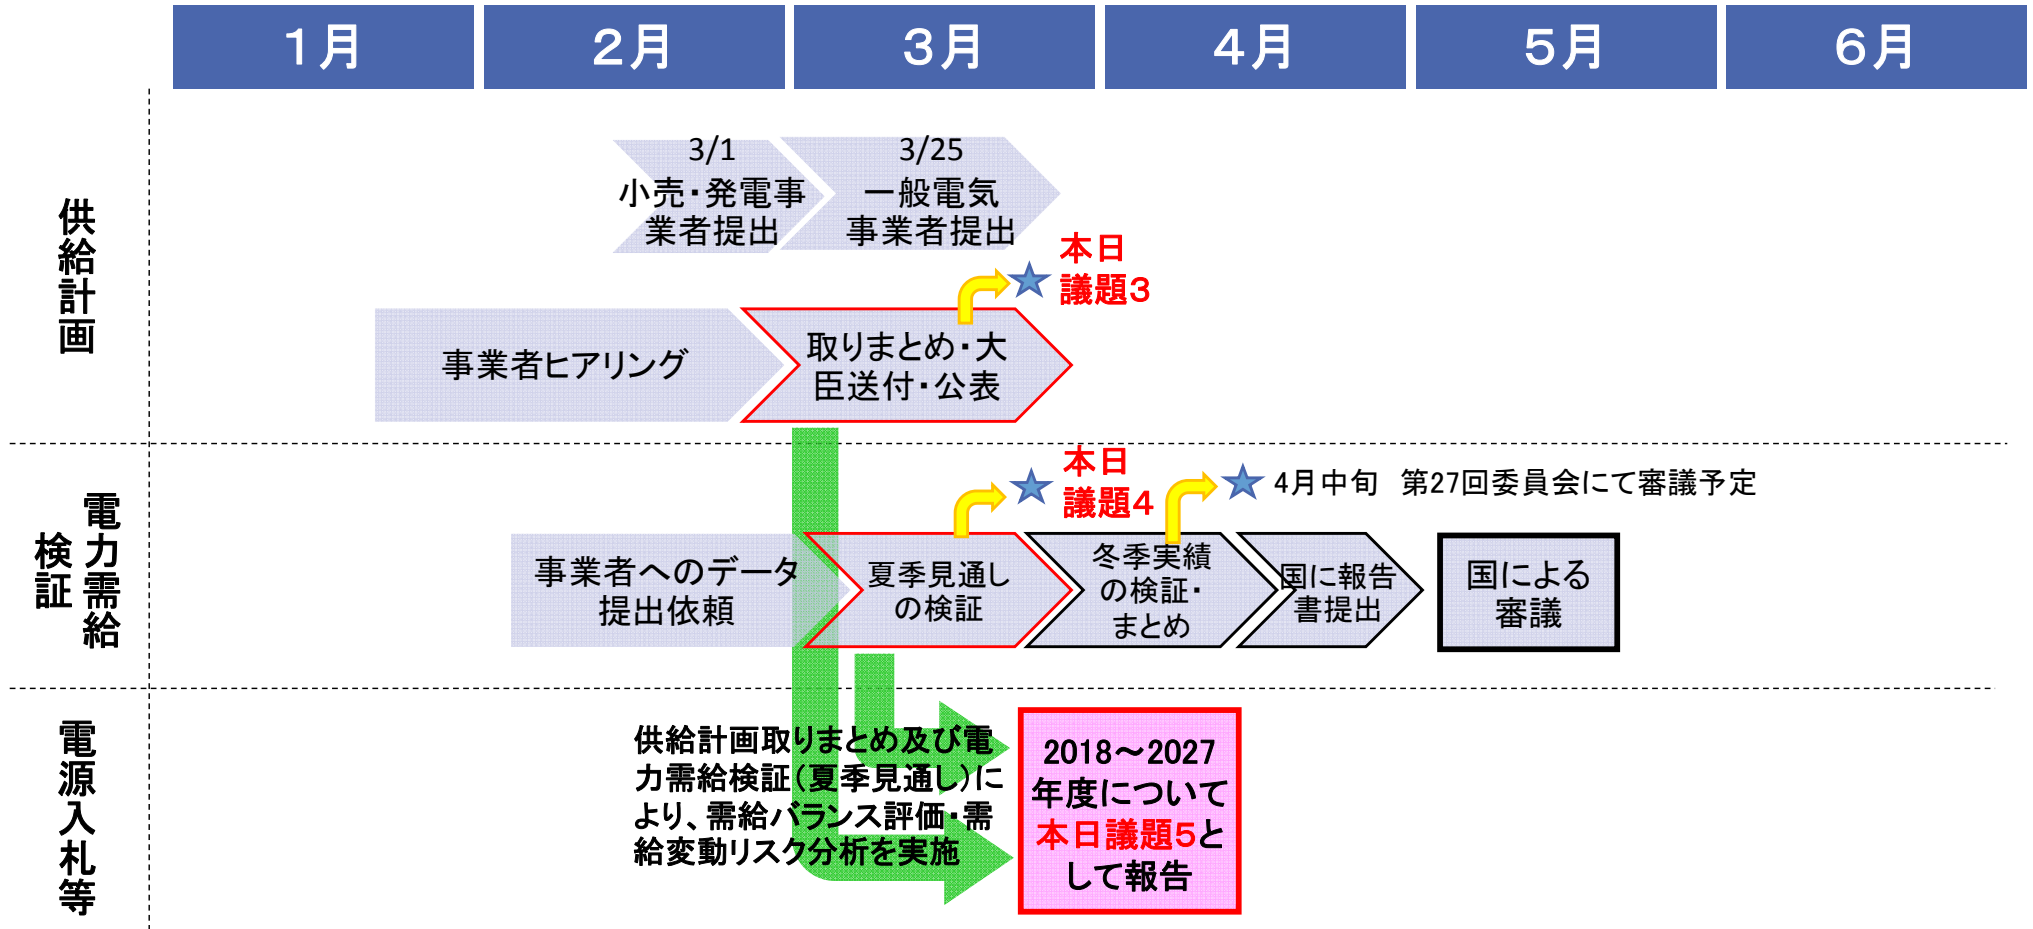 １月
２月
３月
４月
５月
６月
供給計画
3/1
小売・発電事
業者提出
3/25
一般電気
事業者提出
本日
議題３
事業者ヒアリング
取りまとめ・大
臣送付・公表
電力需給
検証
本日
議題４
4月中旬　第27回委員会にて審議予定
事業者へのデータ
提出依頼
夏季見通し
の検証
冬季実績
の検証・
まとめ
国に報告
書提出
国による
審議
電源入札等
供給計画取りまとめ及び電
力需給検証（夏季見通し）に
より、需給バランス評価・需
給変動リスク分析を実施
2018～2027
年度について
本日議題５と
して報告